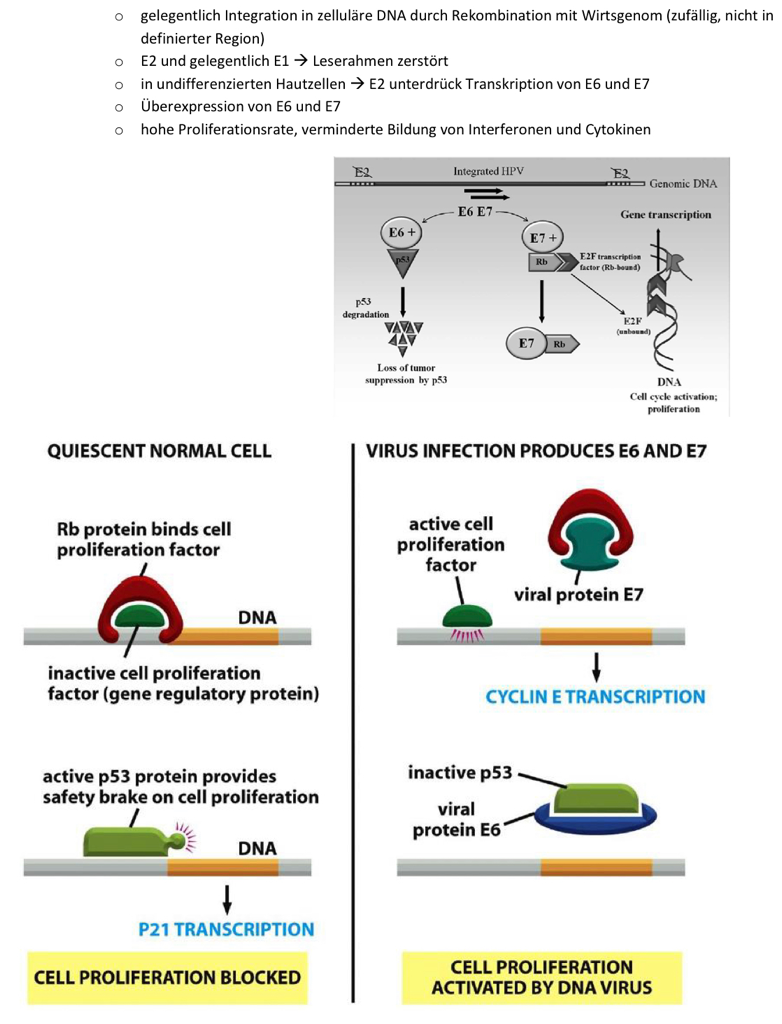 o gelegentlich Integration in zelluläre DNA durch Rekombination mit Wirtsgenom (zufällig, nicht in
definierter Region)
o E2 und gelegentlich E1 → Leserahmen zerstört
o in undifferenzierten Hautzellen → E2 unterdrück Transkription von E6 und E7
o Überexpression von E6 und E7
o hohe Proliferationsrate, verminderte Bildung von Interferonen und Cytokinen
E2
Integrated HPV
E2
Genomic DNA
E6 E7
Gene transcription
E6 +
p53
E7 +
Rb
E2F transcription
factor (Rb-bound)
p53
degradation
E2F
(unbound)
E7
Rb
Loss of tumor
suppression by p53
DNA
Cell cycle activation;
proliferation
QUIESCENT NORMAL CELL
Rb protein binds cell
proliferation factor
DNA
inactive cell proliferation
factor (gene regulatory protein)
active p53 protein provides
safety brake on cell proliferation
DNA
P21 TRANSCRIPTION
CELL PROLIFERATION BLOCKED
VIRUS INFECTION PRODUCES E6 AND E7
active cell
proliferation
factor
viral protein E7
CYCLIN E TRANSCRIPTION
inactive p53
viral
protein E6
CELL PROLIFERATION
ACTIVATED BY DNA VIRUS